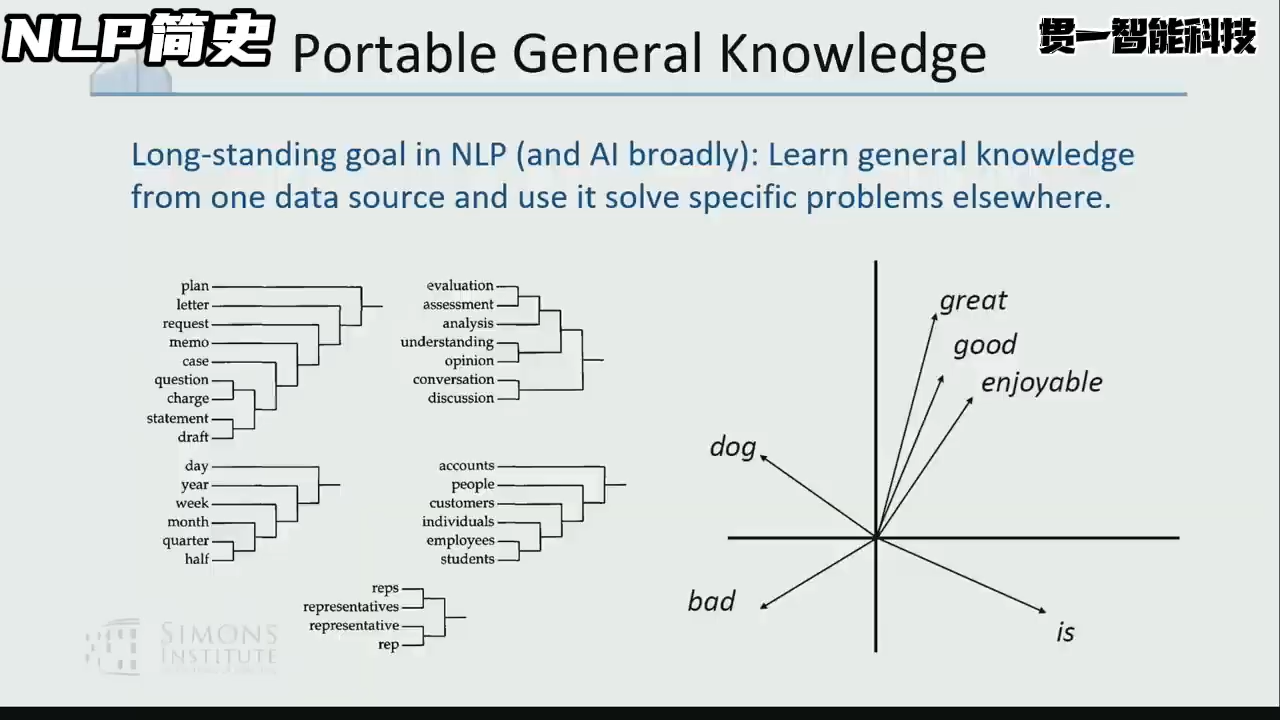 NLP简史
Portable General Knowledge
贯一智能科技
Long-standing goal in NLP (and AI broadly): Learn general knowledge
from one data source and use it solve specific problems elsewhere.
plan
letter
request
memo
case
question
charge
statement
draft
evaluation
assessment
analysis
understanding
opinion
conversation
discussion
day
year
week
month
quarter
half
accounts
people
customers
individuals
employees
students
reps
representatives
representative
rep
great
good
enjoyable
dog
bad
is
SIMONS
INSTITUTE